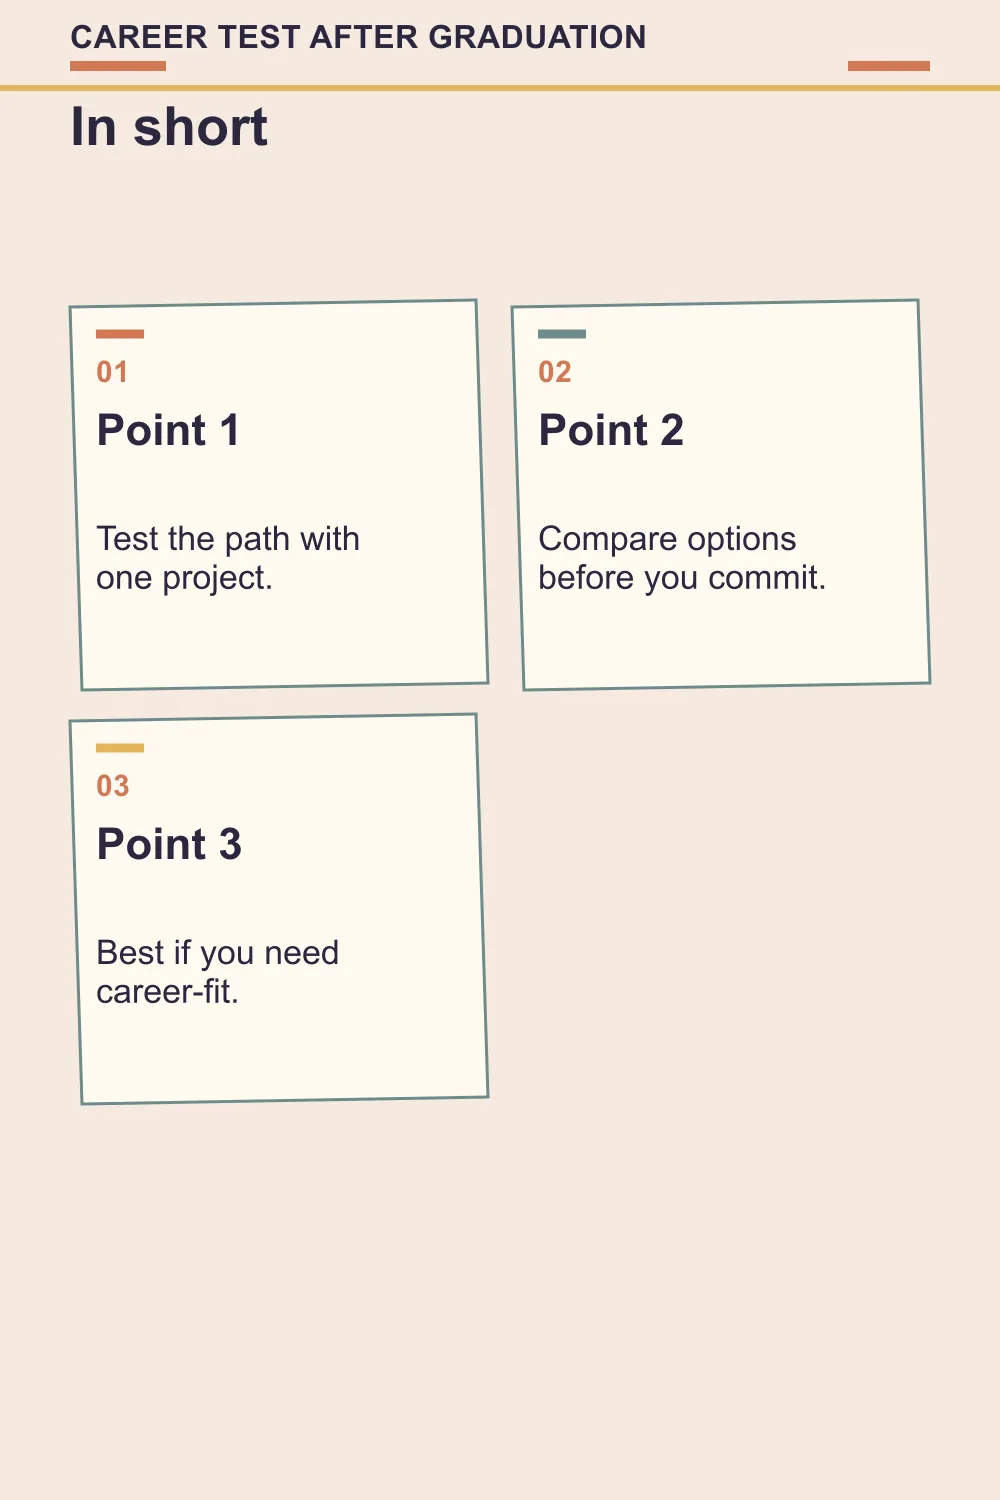 CAREER TEST AFTER GRADUATION
In short
01
Point 1
Test the path with
one project.
02
Point 2
Compare options
before you commit.
03
Point 3
Best if you need
career-fit.